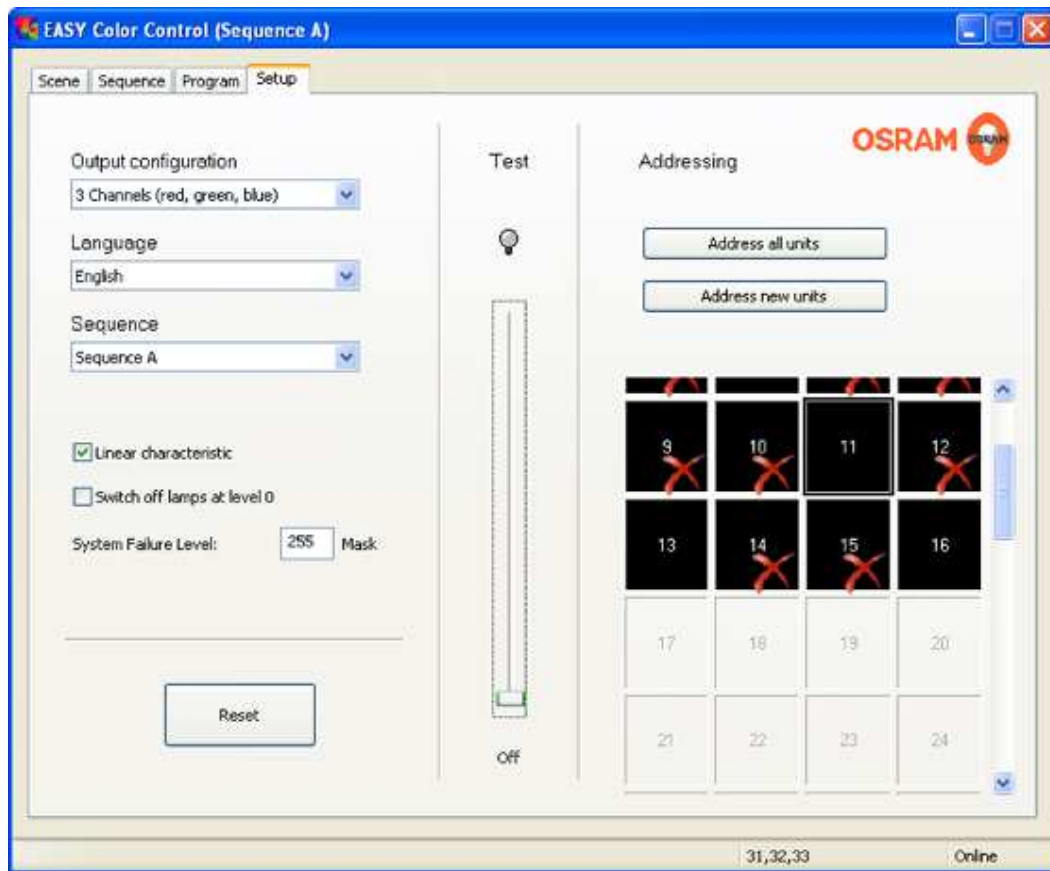 EASY Color Control (Sequence A)
Scene Sequence Program Setup
Output configuration
3 Channels (red, green, blue)
Language
English
Sequence
Sequence A
Linear characteristic
Switch off lamps at level 0
System Failure Level: 255 Mask
Reset
Test
Off
OSRAM OSRAM
Addressing
Address all units
Address new units
9 10 11 12
13 14 15 16
17 18 19 20
21 22 23 24
31,32,33 Online